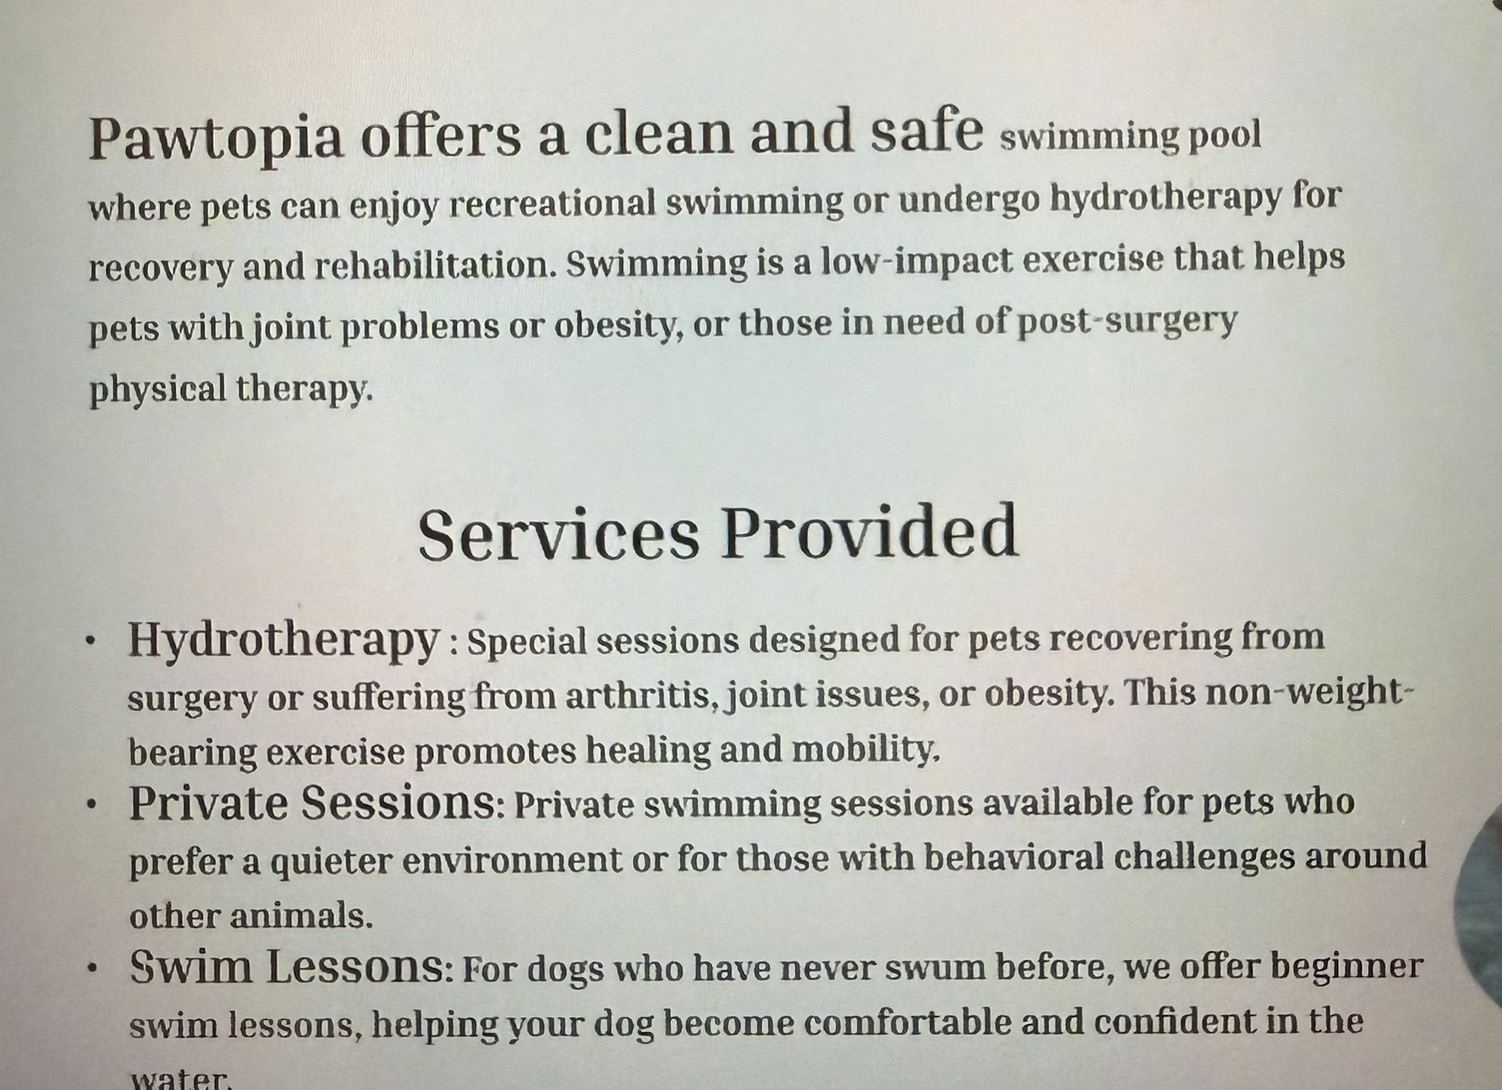 Pawtopia offers a clean and safe swimming pool
where pets can enjoy recreational swimming or undergo hydrotherapy for
recovery and rehabilitation. Swimming is a low-impact exercise that helps
pets with joint problems or obesity, or those in need of post-surgery
physical therapy.
Services Provided
• Hydrotherapy : Special sessions designed for pets recovering from
surgery or suffering from arthritis, joint issues, or obesity. This non-weight-
bearing exercise promotes healing and mobility.
• Private Sessions: Private swimming sessions available for pets who
prefer a quieter environment or for those with behavioral challenges around
other animals.
• Swim Lessons: For dogs who have never swum before, we offer beginner
swim lessons, helping your dog become comfortable and confident in the
water.